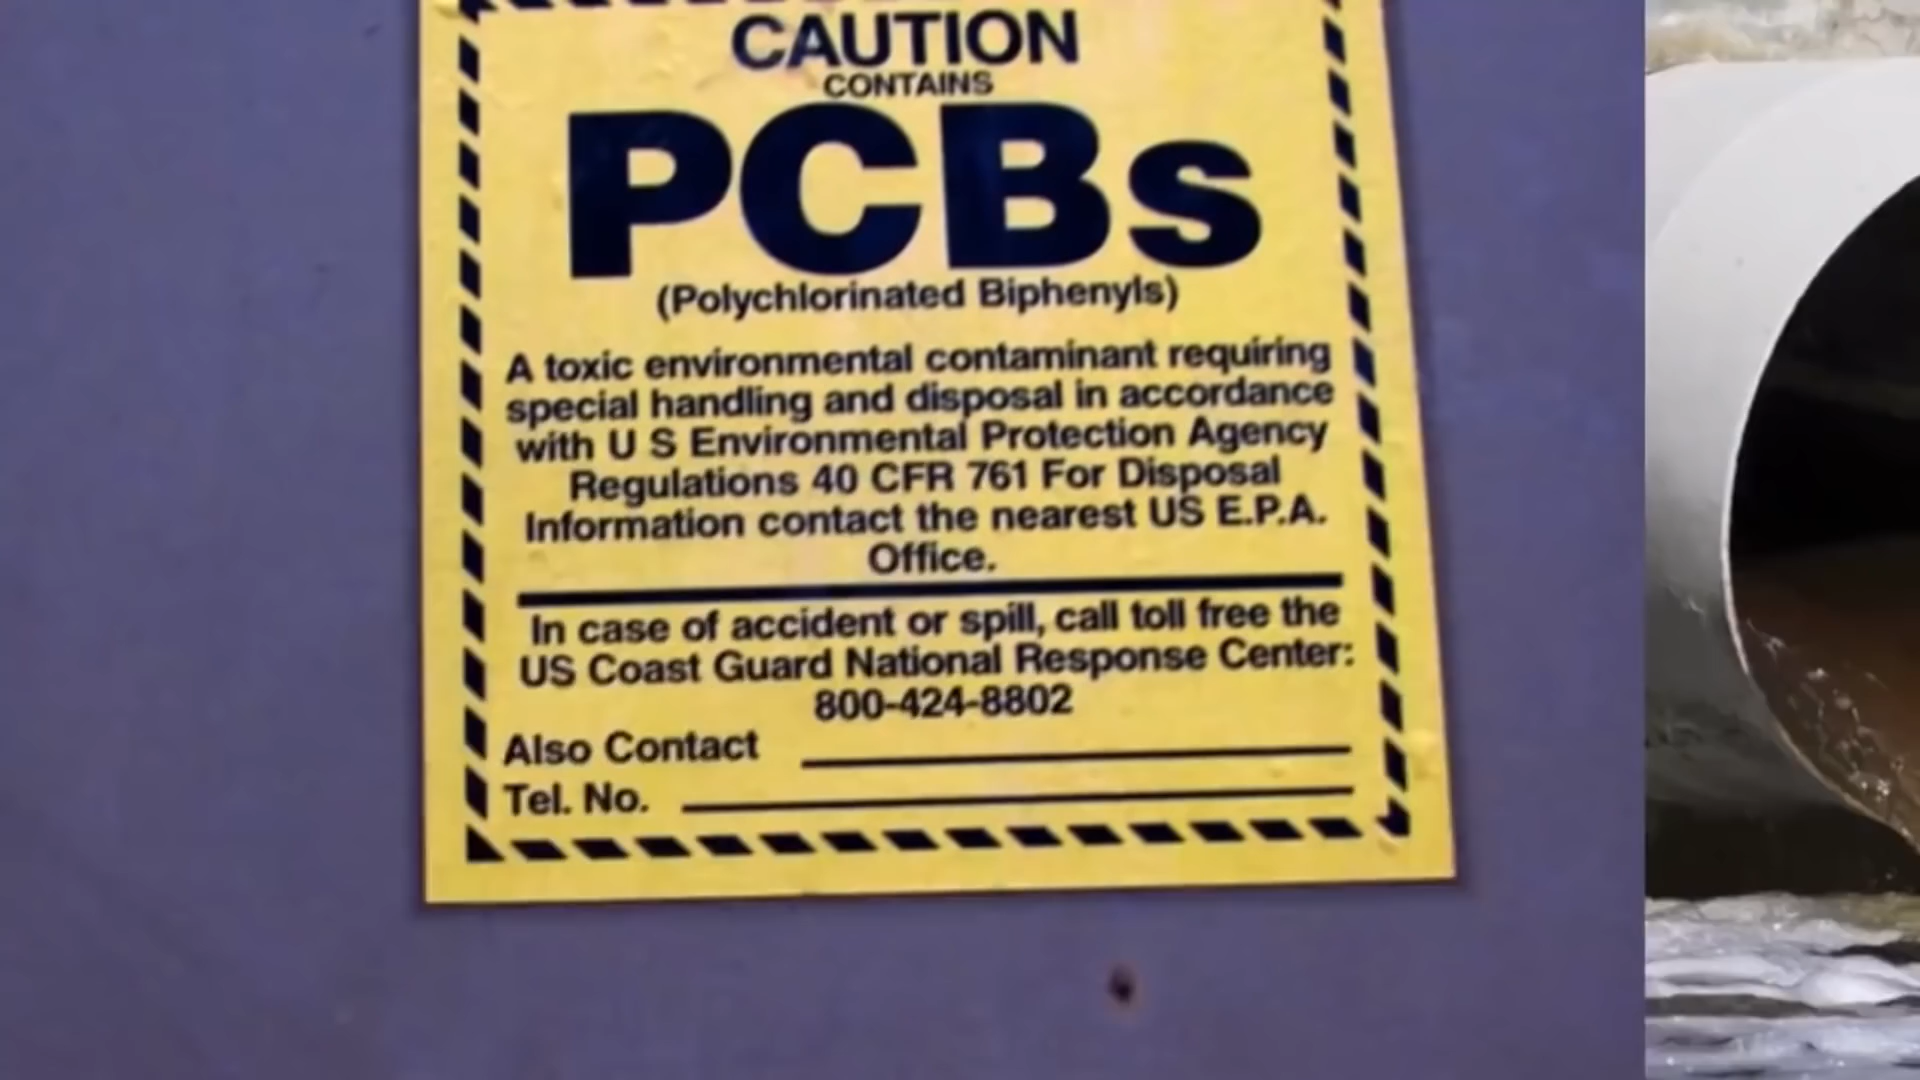 CAUTION
CONTAINS
PCBs
(Polychlorinated Biphenyls)
A toxic environmental contaminant requiring
special handling and disposal in accordance
with U S Environmental Protection Agency
Regulations 40 CFR 761 For Disposal
Information contact the nearest US E.P.A.
Office.
In case of accident or spill, call toll free the
US Coast Guard National Response Center:
800-424-8802
Also Contact
Tel. No.